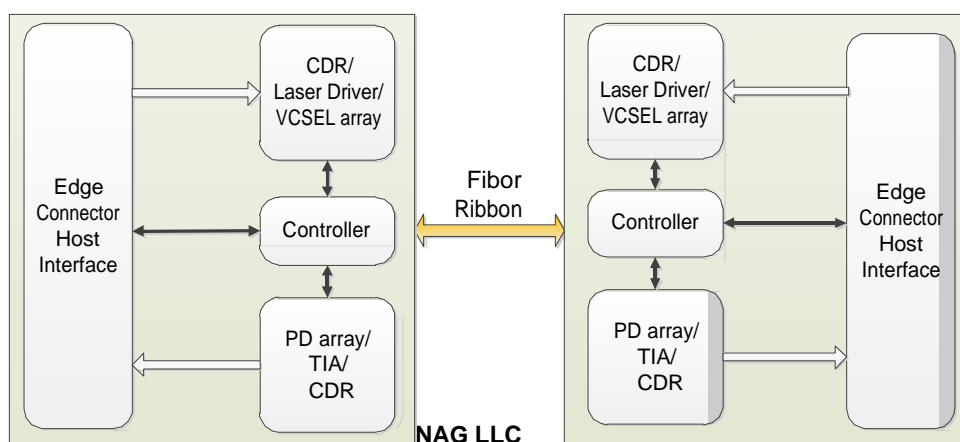 CDR/
Laser Driver/
VCSEL array
Edge
Connector
Host
Interface
Controller
PD array/
TIA/
CDR
Fibor
Ribbon
CDR/
Laser Driver/
VCSEL array
Controller
PD array/
TIA/
CDR
Edge
Connector
Host
Interface
NAG LLC